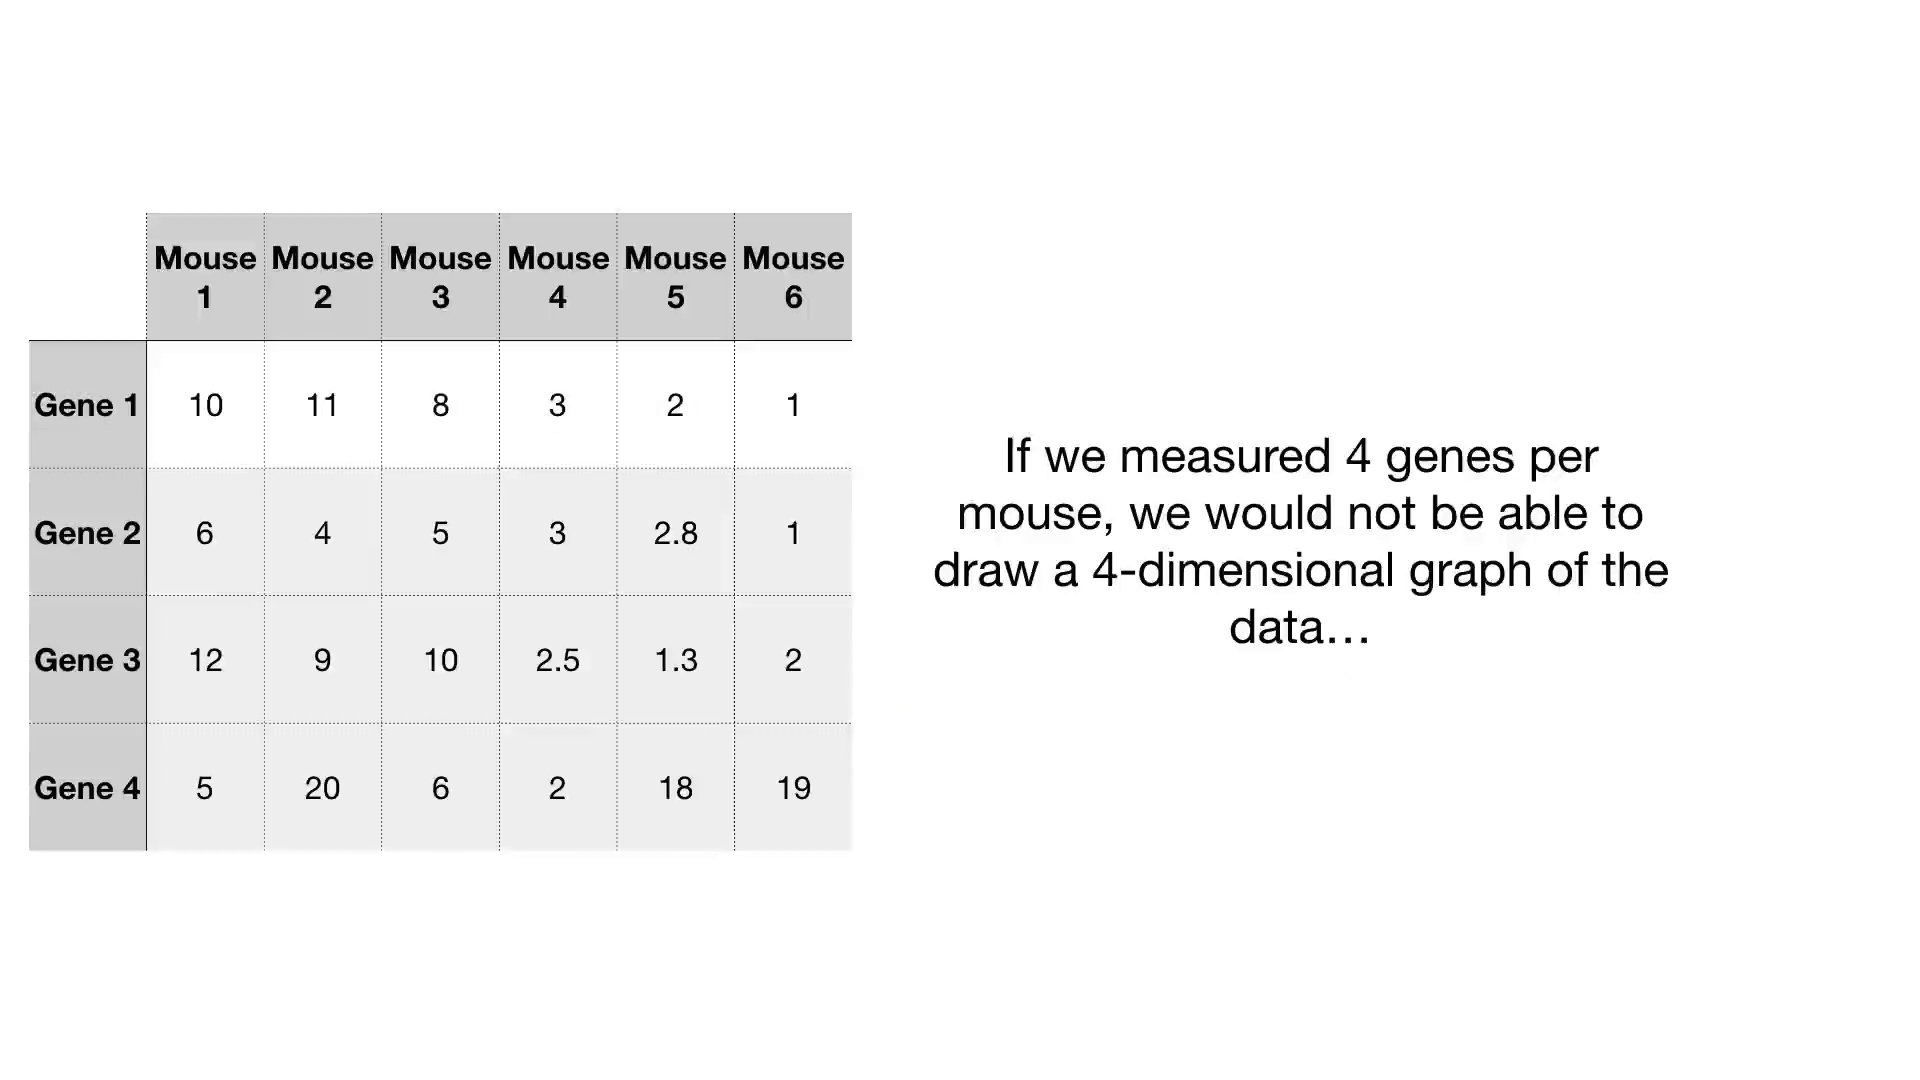 Mouse 1 Mouse 2 Mouse 3 Mouse 4 Mouse 5 Mouse 6
Gene 1 10 11 8 3 2 1
Gene 2 6 4 5 3 2.8 1
Gene 3 12 9 10 2.5 1.3 2
Gene 4 5 20 6 2 18 19
If we measured 4 genes per
mouse, we would not be able to
draw a 4-dimensional graph of the
data…